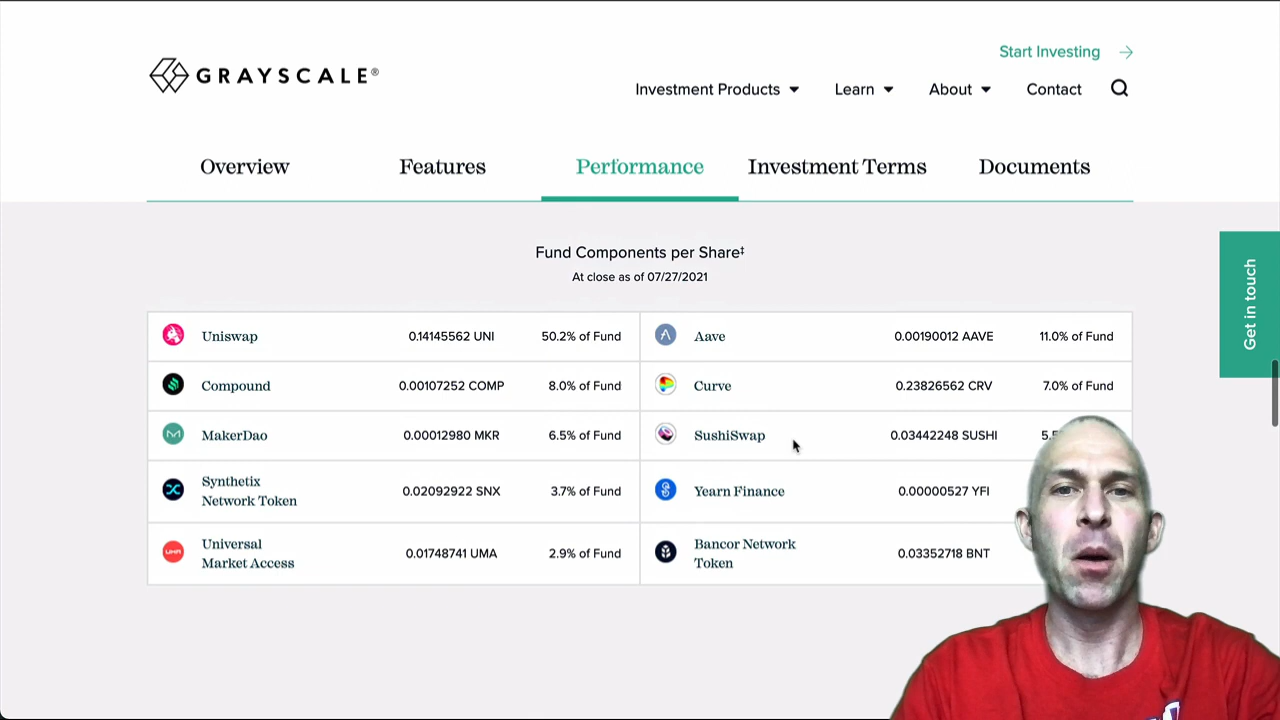 Start Investing
GRAYSCALE®
Investment Products
Learn
About
Contact
Overview
Features
Performance
Investment Terms
Documents
Get in touch
Fund Components per Share‡
At close as of 07/27/2021
Uniswap 0.14145562 UNI 50.2% of Fund
Aave 0.00190012 AAVE 11.0% of Fund
Compound 0.00107252 COMP 8.0% of Fund
Curve 0.23826562 CRV 7.0% of Fund
MakerDao 0.00012980 MKR 6.5% of Fund
SushiSwap 0.03442248 SUSHI
Synthetix
Network Token
0.02092922 SNX 3.7% of Fund
Yearn Finance 0.00000527 YFI
Universal
Market Access
0.01748741 UMA 2.9% of Fund
Bancor Network
Token
0.03352718 BNT
UMA